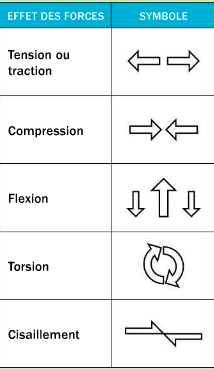 EFFET DES FORCES SYMBOLE
Tension ou
traction
Compression
Flexion
Torsion
Cisaillement